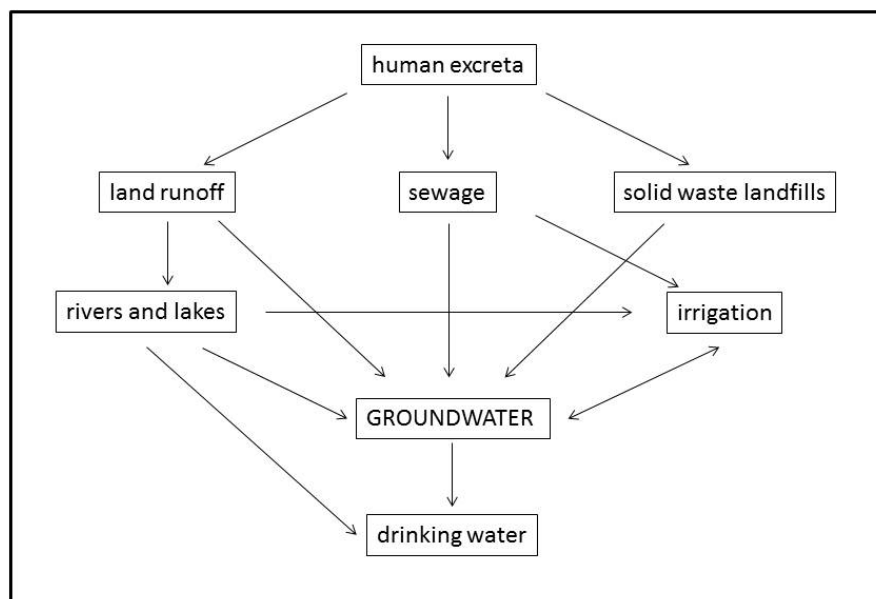 human excreta
land runoff
sewage
solid waste landfills
rivers and lakes
irrigation
GROUNDWATER
drinking water